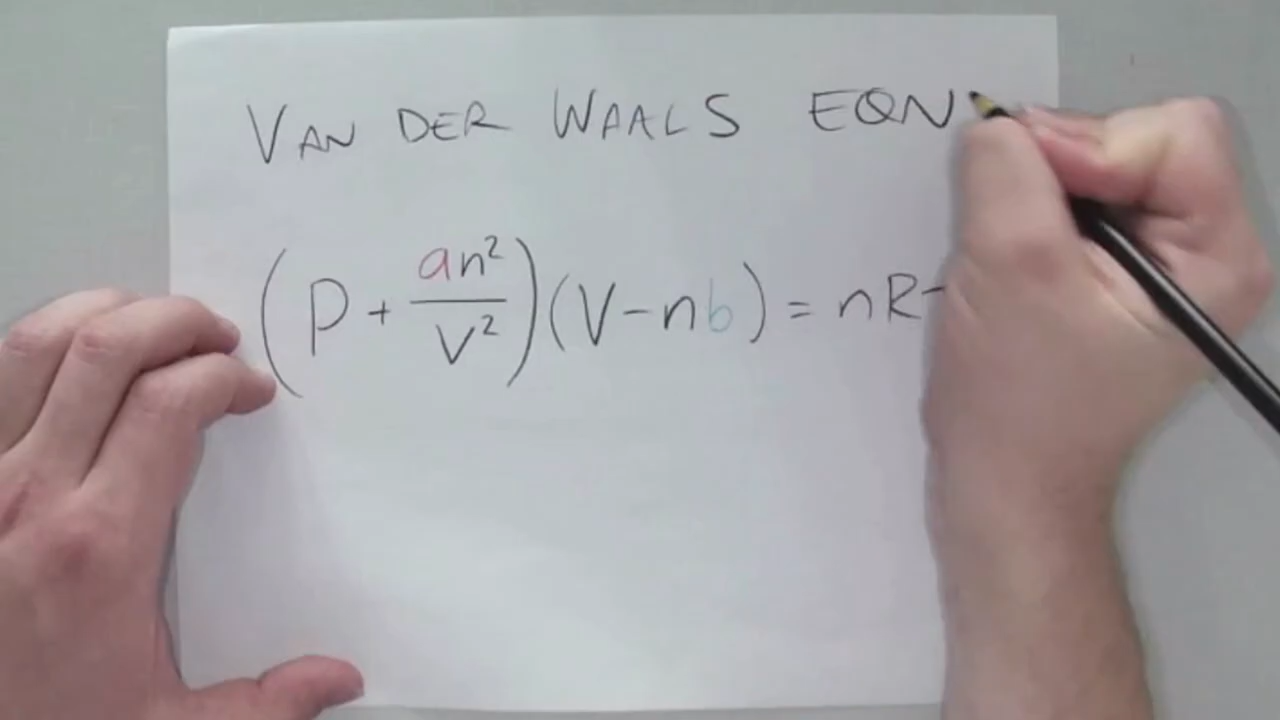 VAN DER WAALS EQN
(P + an²/V²)(V - nb) = nR